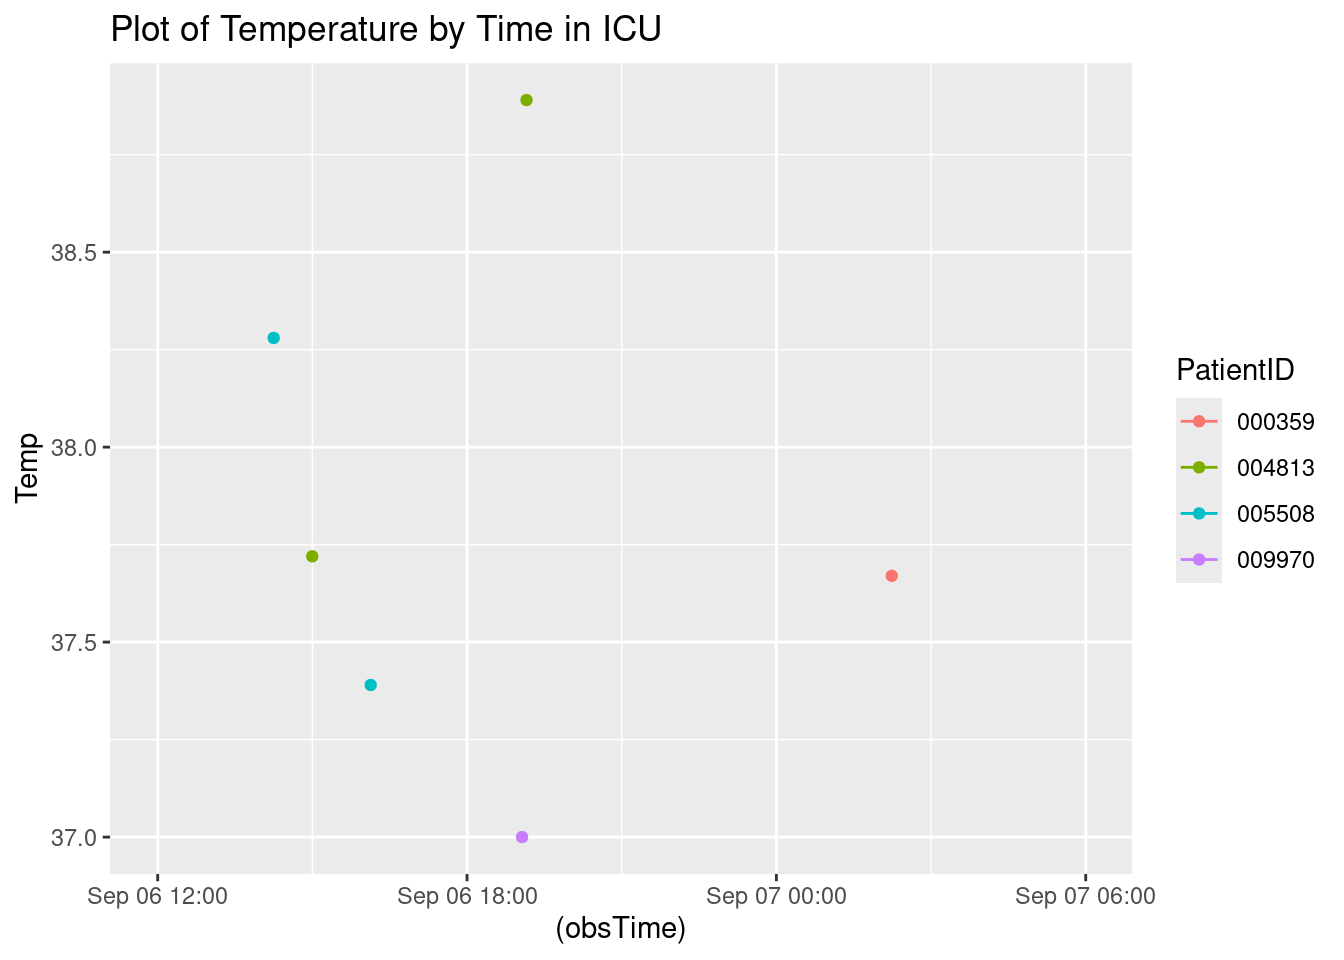 Plot of Temperature by Time in ICU
Temp
38.5
38.0
37.5
37.0
Sep 06 12:00 Sep 06 18:00 Sep 07 00:00 Sep 07 06:00
(obsTime)
PatientID
000359
004813
005508
009970